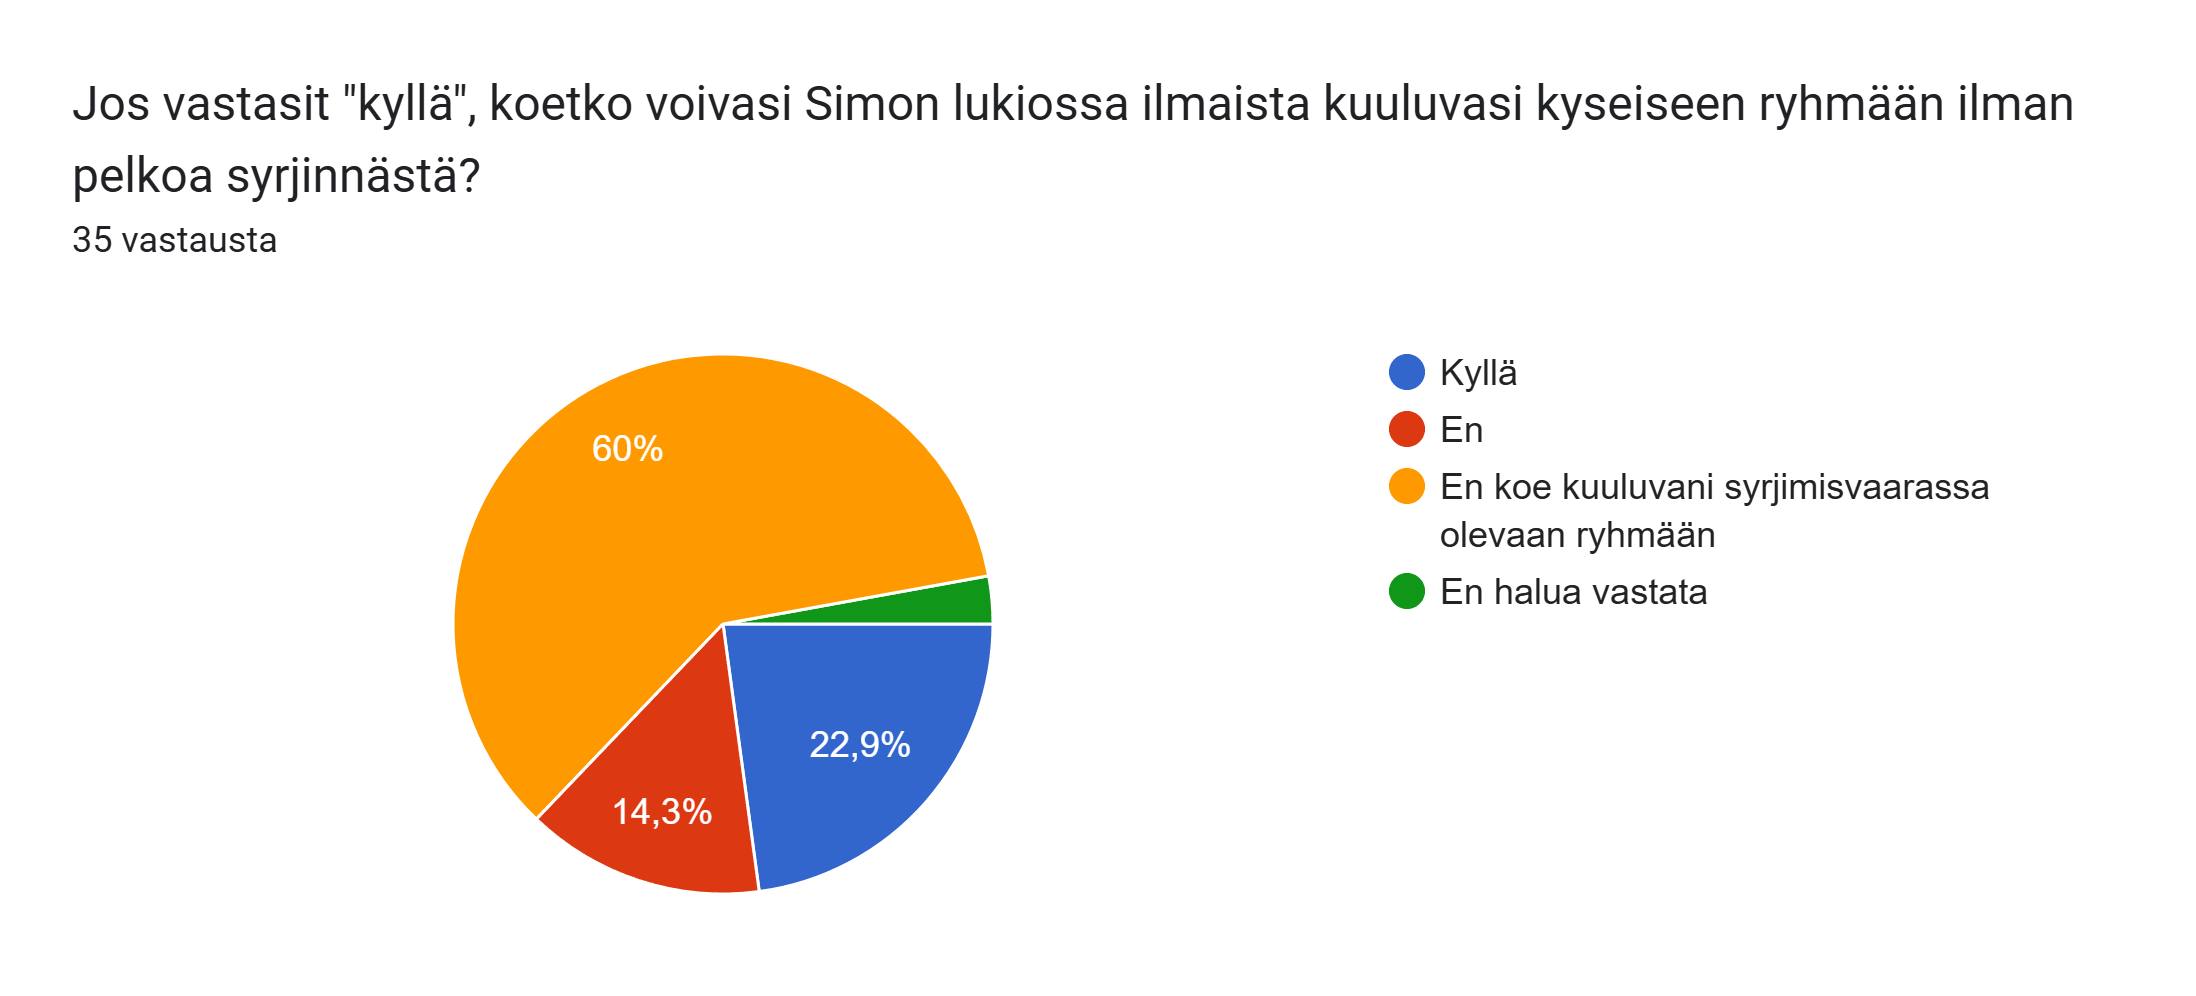 Jos vastasit "kyllä", koetko voivasi Simon lukiossa ilmaista kuuluvasi kyseiseen ryhmään ilman
pelkoa syrjinnästä?
35 vastausta
60%
22,9%
14,3%
Kyllä
En
En koe kuuluvani syrjimisvaarassa
olevaan ryhmään
En halua vastata